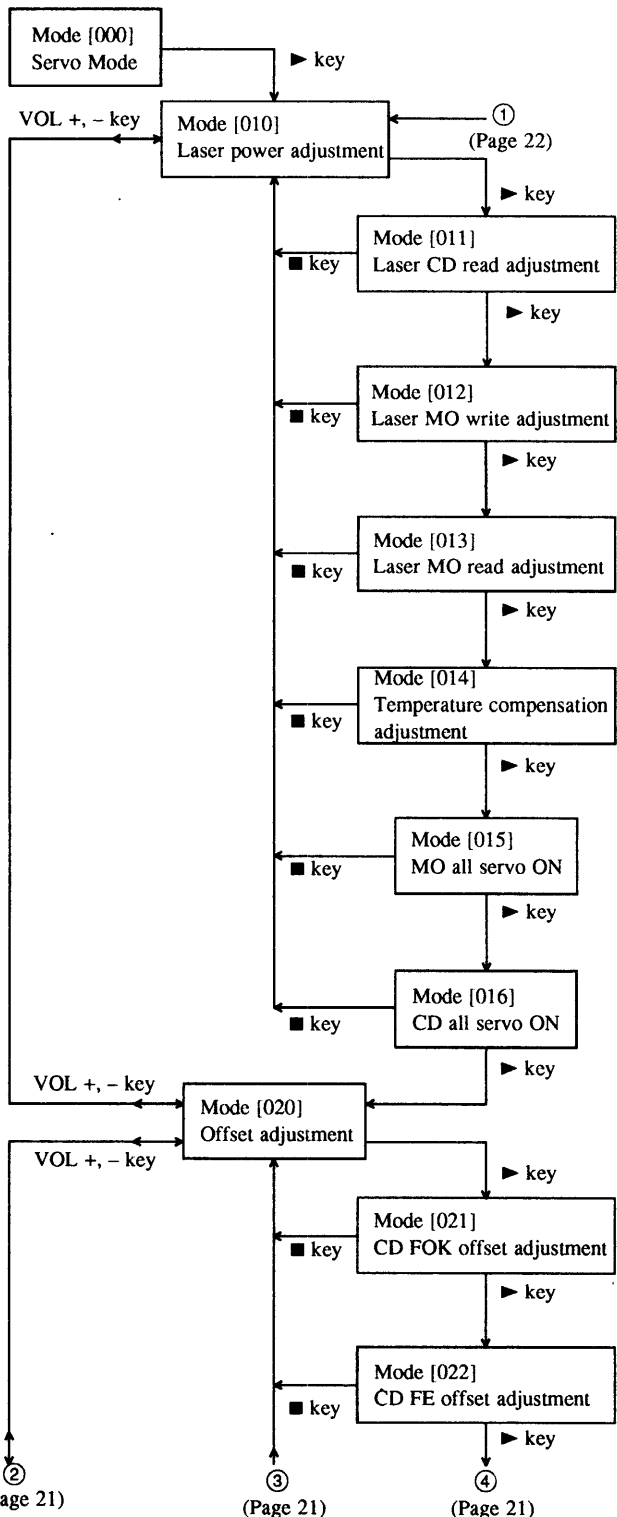 Mode [000]
Servo Mode
► key
VOL +, – key
Mode [010]
Laser power adjustment
①
(Page 22)
► key
Mode [011]
Laser CD read adjustment
■ key
► key
Mode [012]
Laser MO write adjustment
■ key
► key
Mode [013]
Laser MO read adjustment
■ key
► key
Mode [014]
Temperature compensation
adjustment
■ key
► key
Mode [015]
MO all servo ON
■ key
► key
Mode [016]
CD all servo ON
■ key
► key
VOL +, – key
Mode [020]
Offset adjustment
VOL +, – key
► key
Mode [021]
CD FOK offset adjustment
■ key
► key
Mode [022]
CD FE offset adjustment
■ key
► key
②
age 21)
③
(Page 21)
④
(Page 21)